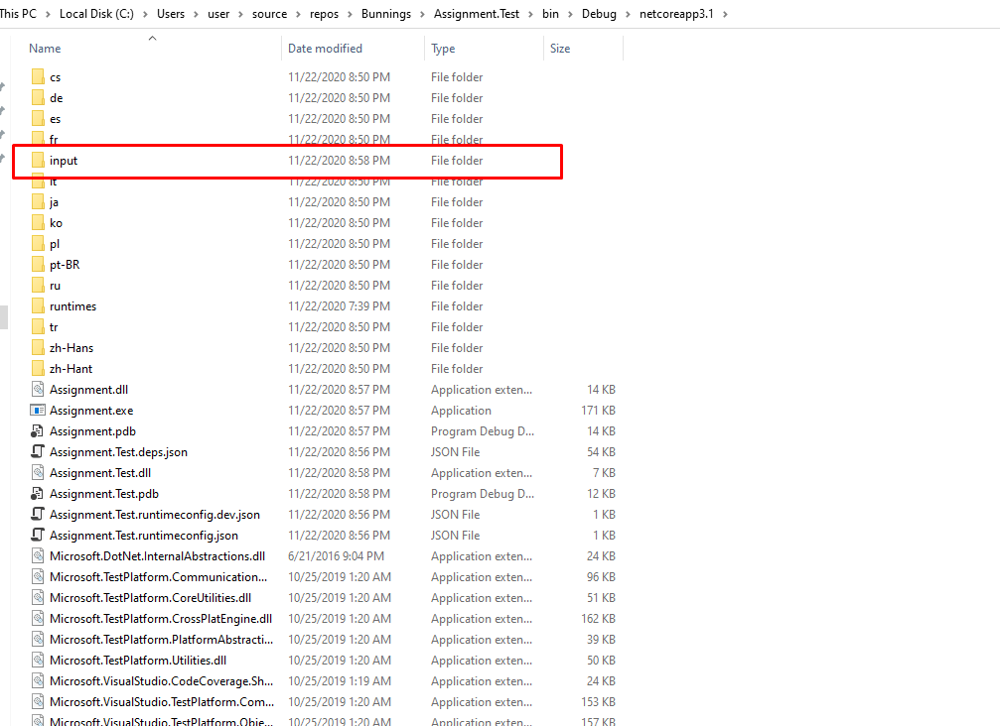 This PC > Local Disk (C:) > Users > user > source > repos > Bunnings > Assignment.Test > bin > Debug > netcoreapp3.1 >
Name Date modified Type Size
cs 11/22/2020 8:50 PM File folder
de 11/22/2020 8:50 PM File folder
es 11/22/2020 8:50 PM File folder
fr 11/22/2020 8:50 PM File folder
input 11/22/2020 8:58 PM File folder
it 11/22/2020 8:50 PM File folder
ja 11/22/2020 8:50 PM File folder
ko 11/22/2020 8:50 PM File folder
pl 11/22/2020 8:50 PM File folder
pt-BR 11/22/2020 8:50 PM File folder
ru 11/22/2020 8:50 PM File folder
runtimes 11/22/2020 7:39 PM File folder
tr 11/22/2020 8:50 PM File folder
zh-Hans 11/22/2020 8:50 PM File folder
zh-Hant 11/22/2020 8:50 PM File folder
Assignment.dll 11/22/2020 8:57 PM Application exten... 14 KB
Assignment.exe 11/22/2020 8:57 PM Application 171 KB
Assignment.pdb 11/22/2020 8:57 PM Program Debug D... 14 KB
Assignment.Test.deps.json 11/22/2020 8:56 PM JSON File 54 KB
Assignment.Test.dll 11/22/2020 8:58 PM Application exten... 7 KB
Assignment.Test.pdb 11/22/2020 8:58 PM Program Debug D... 12 KB
Assignment.Test.runtimeconfig.dev.json 11/22/2020 8:56 PM JSON File 1 KB
Assignment.Test.runtimeconfig.json 11/22/2020 8:56 PM JSON File 1 KB
Microsoft.DotNet.InternalAbstractions.dll 6/21/2016 9:04 PM Application exten... 24 KB
Microsoft.TestPlatform.Communication... 10/25/2019 1:20 AM Application exten... 96 KB
Microsoft.TestPlatform.CoreUtilities.dll 10/25/2019 1:20 AM Application exten... 51 KB
Microsoft.TestPlatform.CrossPlatEngine.dll 10/25/2019 1:20 AM Application exten... 162 KB
Microsoft.TestPlatform.PlatformAbstracti... 10/25/2019 1:20 AM Application exten... 39 KB
Microsoft.TestPlatform.Utilities.dll 10/25/2019 1:20 AM Application exten... 50 KB
Microsoft.VisualStudio.CodeCoverage.Sh... 10/25/2019 1:19 AM Application exten... 24 KB
Microsoft.VisualStudio.TestPlatform.Com... 10/25/2019 1:20 AM Application exten... 153 KB
Microsoft.VisualStudio.TestPlatform.Obje... 10/25/2019 1:20 AM Application exten... 157 KB